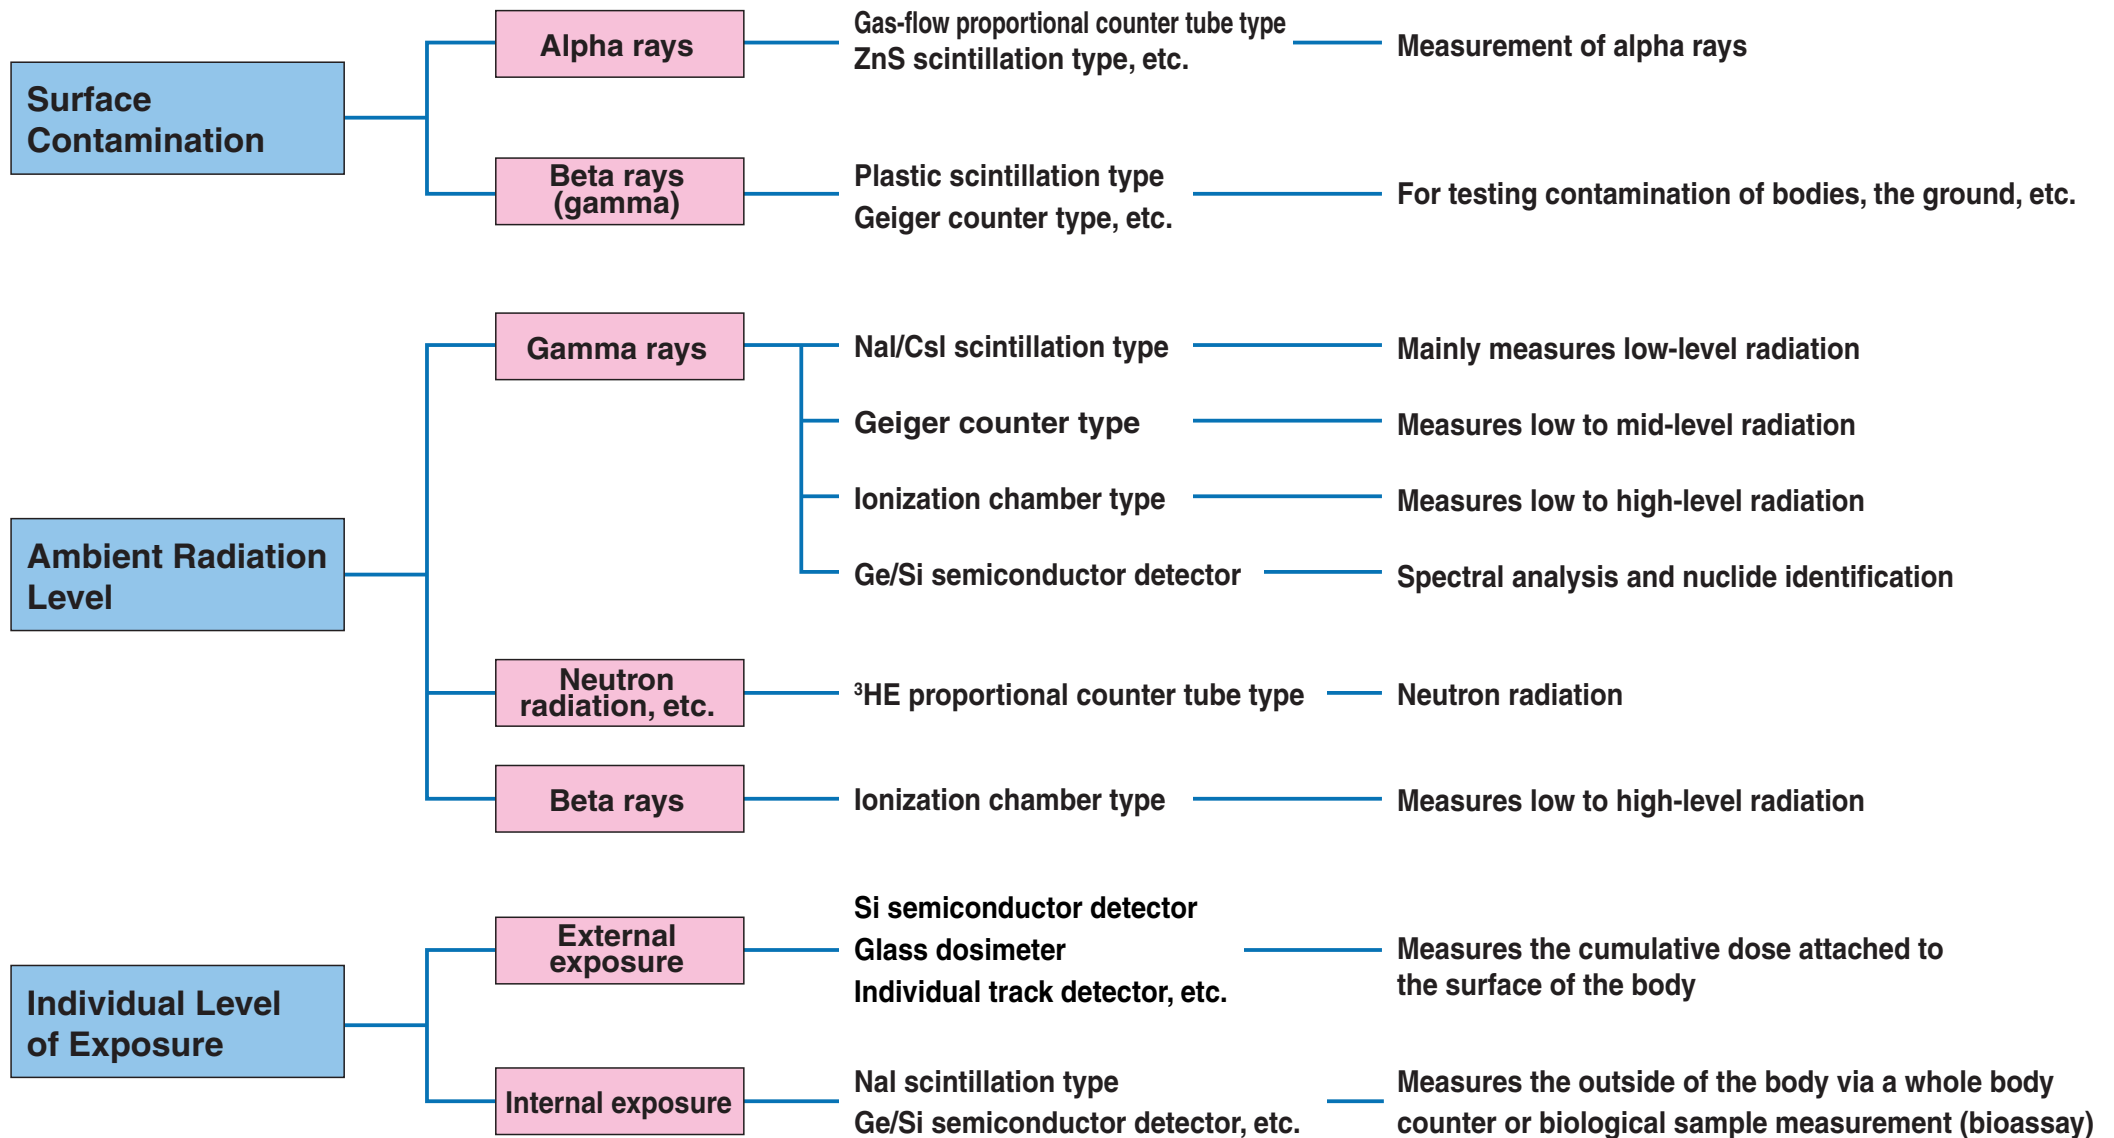 Surface
Contamination
Alpha rays
Gas-flow proportional counter tube type
ZnS scintillation type, etc.
Measurement of alpha rays
Beta rays
(gamma)
Plastic scintillation type
Geiger counter type, etc.
For testing contamination of bodies, the ground, etc.
Ambient Radiation
Level
Gamma rays
NaI/CsI scintillation type
Mainly measures low-level radiation
Geiger counter type
Measures low to mid-level radiation
Ionization chamber type
Measures low to high-level radiation
Ge/Si semiconductor detector
Spectral analysis and nuclide identification
Neutron
radiation, etc.
³HE proportional counter tube type
Neutron radiation
Beta rays
Ionization chamber type
Measures low to high-level radiation
Individual Level
of Exposure
External
exposure
Si semiconductor detector
Glass dosimeter
Individual track detector, etc.
Measures the cumulative dose attached to
the surface of the body
Internal exposure
NaI scintillation type
Ge/Si semiconductor detector, etc.
Measures the outside of the body via a whole body
counter or biological sample measurement (bioassay)